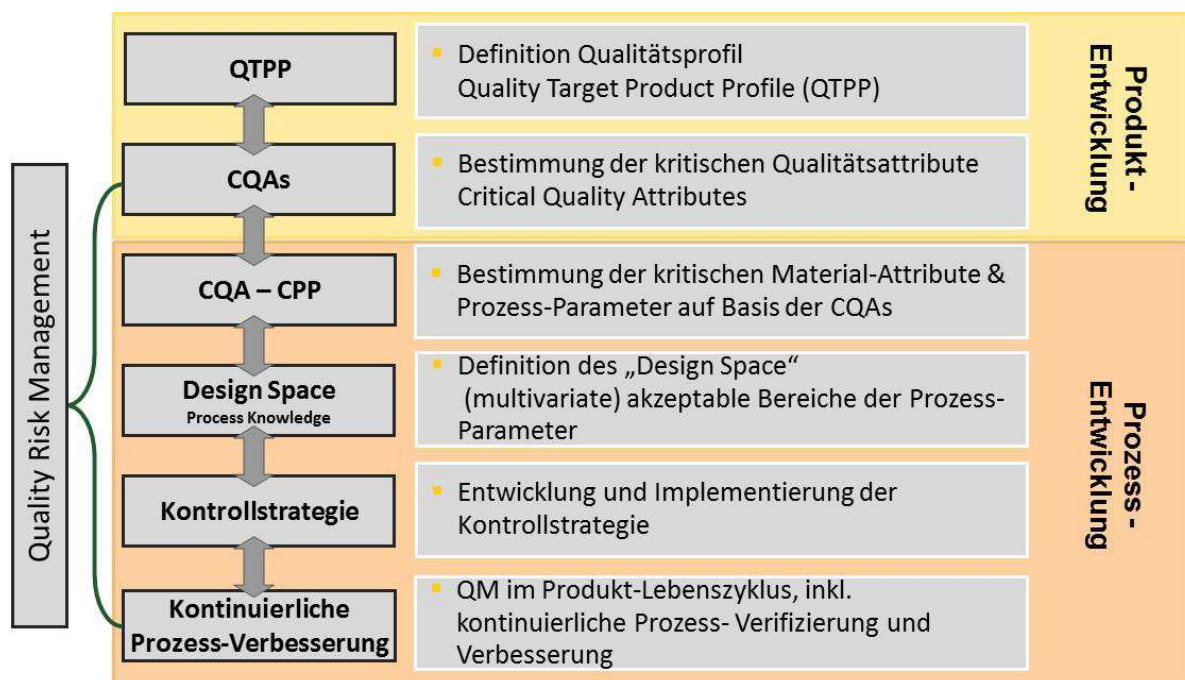 QTPP
Definition Qualitätsprofil
Quality Target Product Profile (QTPP)
CQAs
Bestimmung der kritischen Qualitätsattribute
Critical Quality Attributes
Produkt -
Entwicklung
Quality Risk Management
CQA – CPP
Bestimmung der kritischen Material-Attribute &
Prozess-Parameter auf Basis der CQAs
Design Space
Process Knowledge
Definition des „Design Space“
(multivariate) akzeptable Bereiche der Prozess-
Parameter
Kontrollstrategie
Entwicklung und Implementierung der
Kontrollstrategie
Kontinuierliche
Prozess-Verbesserung
QM im Produkt-Lebenszyklus, inkl.
kontinuierliche Prozess- Verifizierung und
Verbesserung
Prozess -
Entwicklung